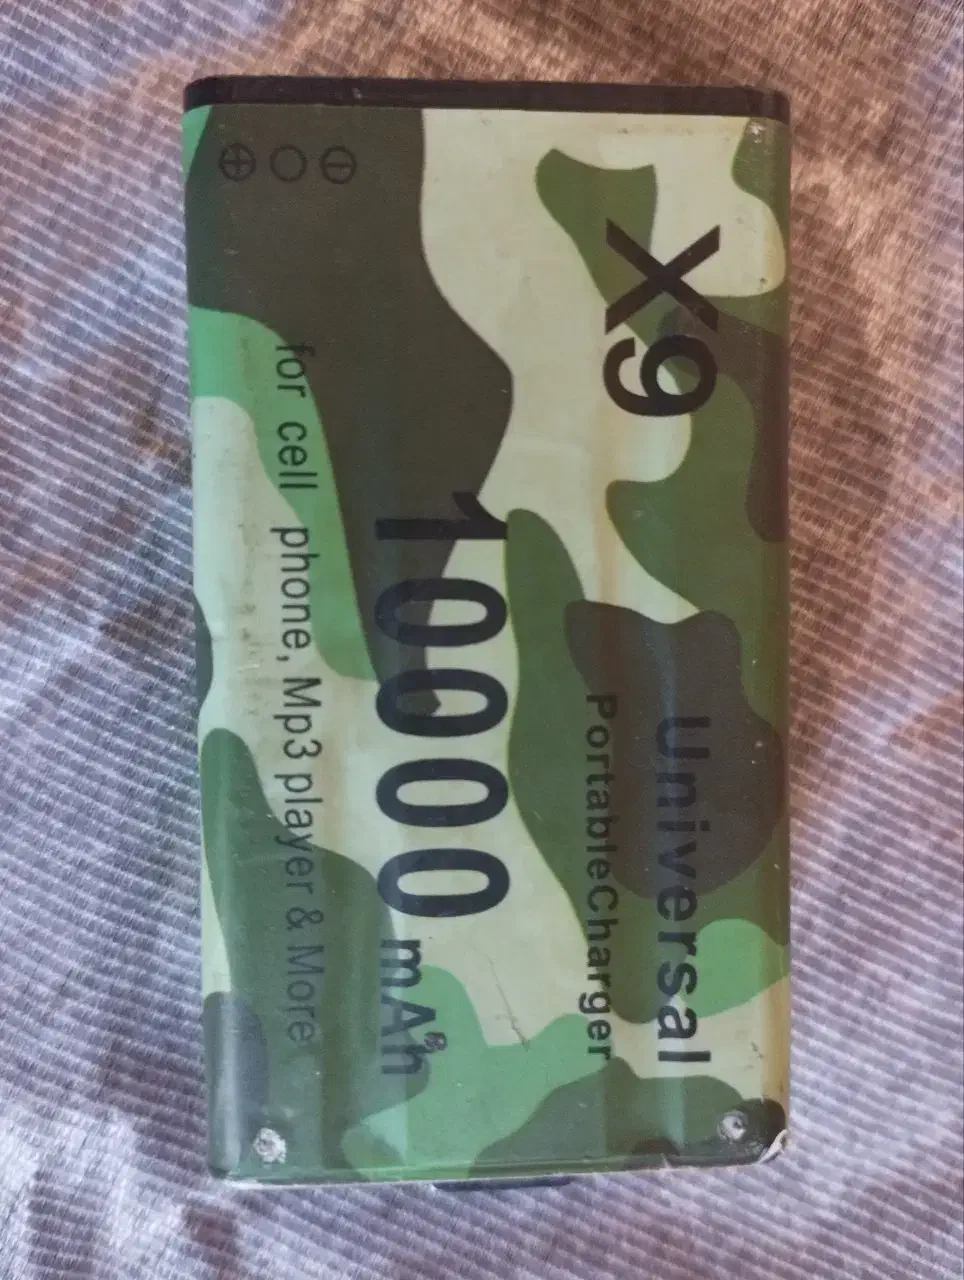 X9
Universal
PortableCharger
10000 mAh
for cell phone, Mp3 player & More